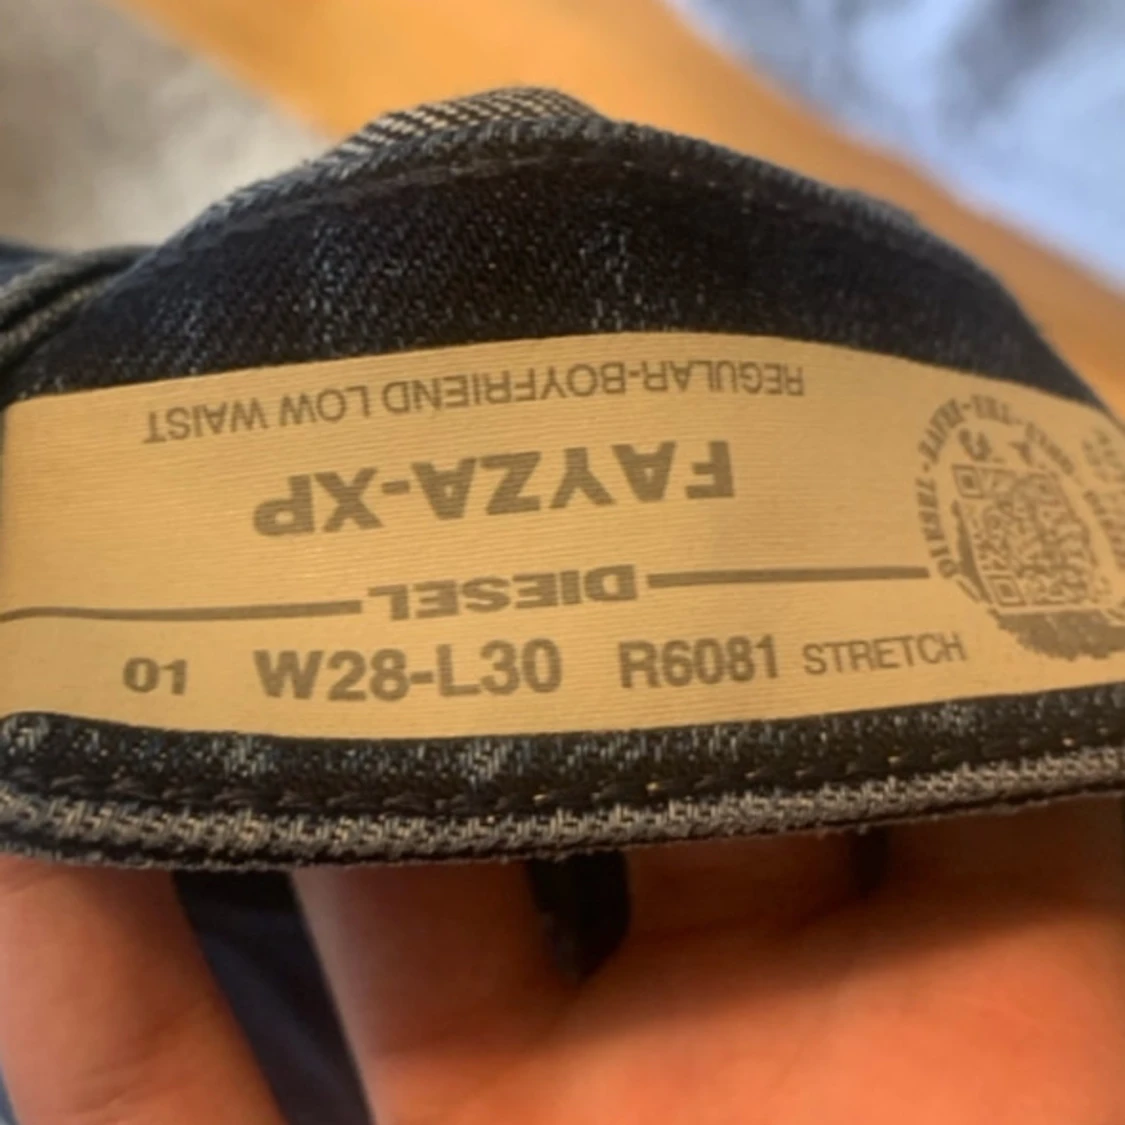 REGULAR-BOYFRIEND LOW WAIST
FAYZA-XP
DIESEL
01 W28-L30 R6081 STRETCH